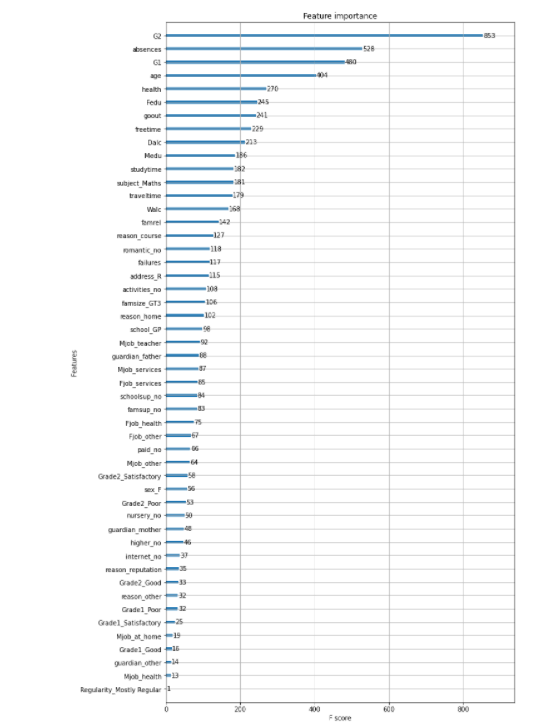 Feature importance
G2 853
absences 528
G1 480
age 404
health 270
Fedu 245
goout 241
freetime 229
Dalc 213
Medu 186
studytime 182
subject_Maths 181
traveltime 179
Walc 168
famrel 142
reason_course 127
romantic_no 118
failures 117
address_R 115
activities_no 108
famsize_GT3 106
reason_home 102
school_GP 98
Mjob_teacher 92
guardian_father 88
Mjob_services 87
Fjob_services 85
schoolsup_no 84
famsup_no 83
Fjob_health 75
Fjob_other 67
paid_no 66
Mjob_other 64
Grade2_Satisfactory 58
sex_F 56
Grade2_Poor 53
nursery_no 50
guardian_mother 48
higher_no 46
internet_no 37
reason_reputation 35
Grade2_Good 33
reason_other 32
Grade1_Poor 32
Grade1_Satisfactory 25
Mjob_at_home 19
Grade1_Good 16
guardian_other 14
Mjob_health 13
Regularity_Mostly Regular 1
Features
0 200 400 600 800
F score